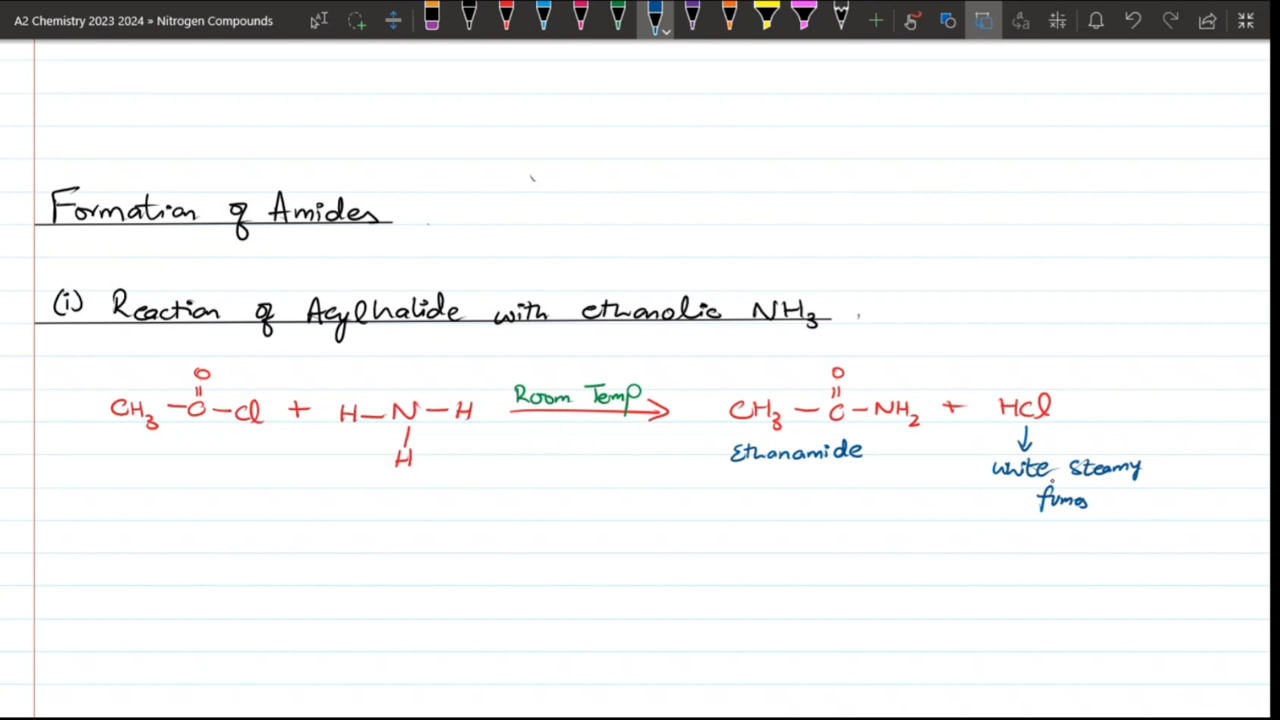 A2 Chemistry 2023 2024 » Nitrogen Compounds
Formation of Amides
(i) Reaction of Acylhalide with ethanolic NH₃
O O
CH₃ – C – Cl + H – N – H Room Temp CH₃ – C – NH₂ + HCl
H
Ethanamide
white steamy
fumes